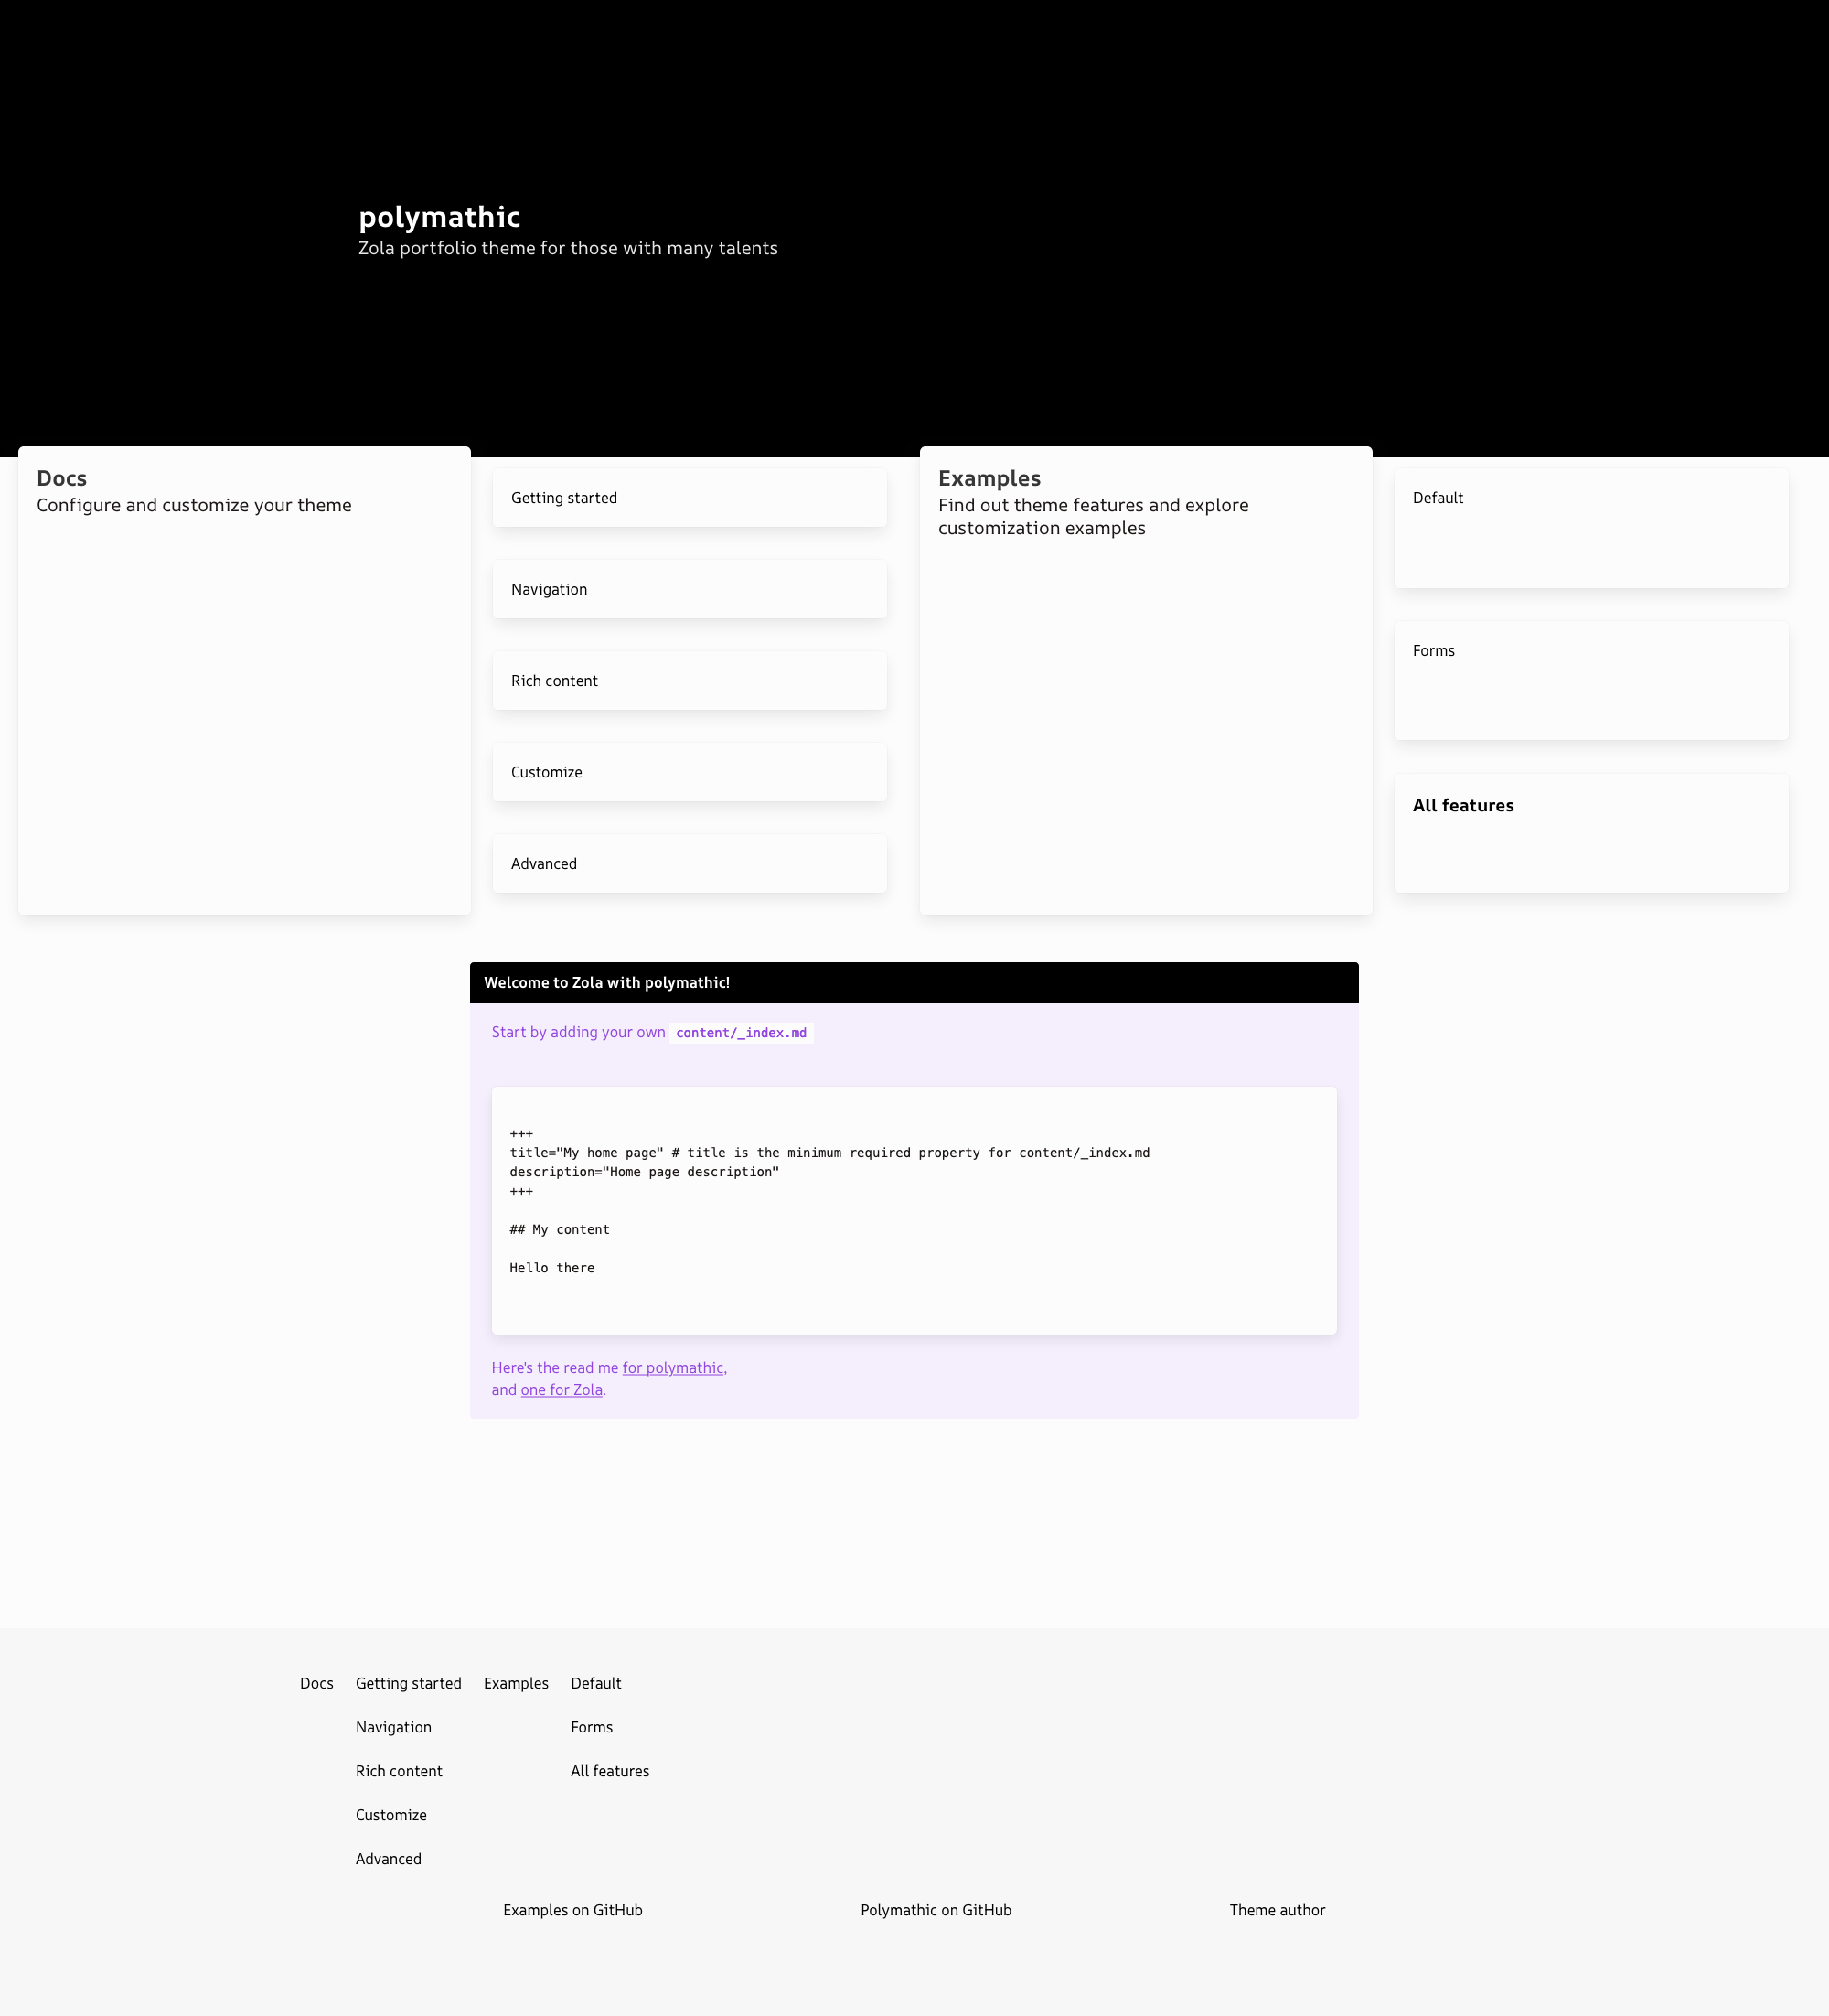 polymathic
Zola portfolio theme for those with many talents
Docs
Configure and customize your theme
Getting started
Navigation
Rich content
Customize
Advanced
Examples
Find out theme features and explore
customization examples
Default
Forms
All features
Welcome to Zola with polymathic!
Start by adding your own content/_index.md
+++
title="My home page" # title is the minimum required property for content/_index.md
description="Home page description"
+++
## My content
Hello there
Here's the read me for polymathic,
and one for Zola.
Docs
Getting started
Navigation
Rich content
Customize
Advanced
Examples
Default
Forms
All features
Examples on GitHub
Polymathic on GitHub
Theme author